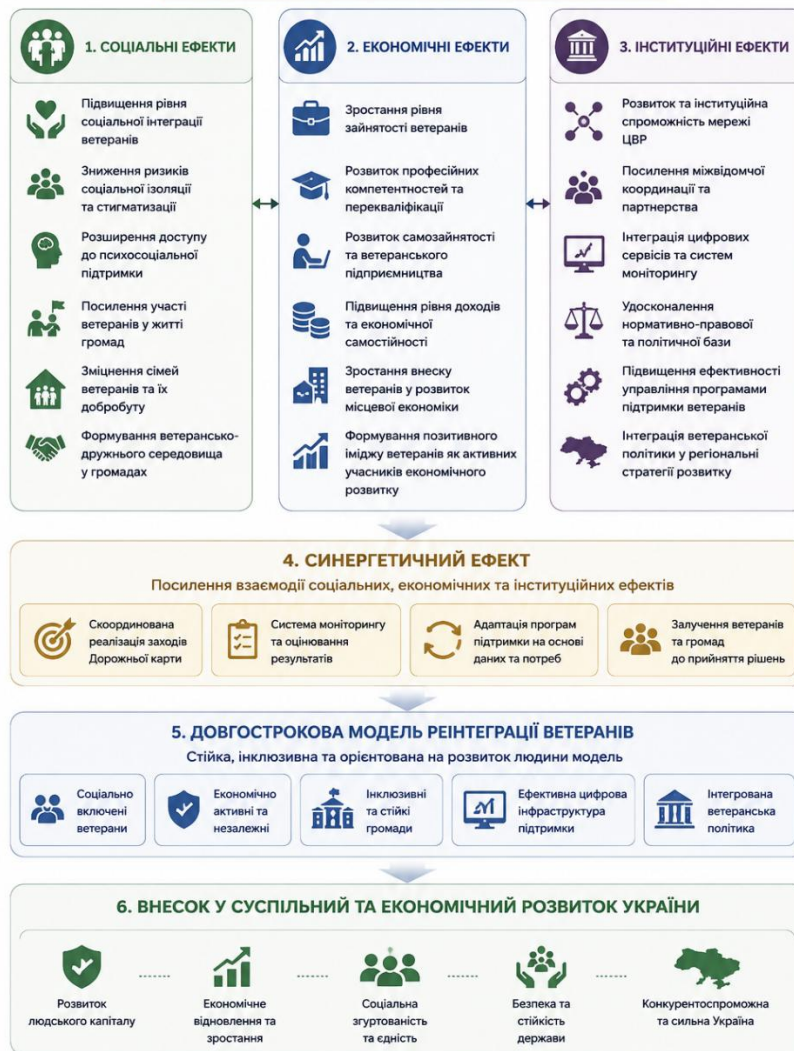 1. СОЦІАЛЬНІ ЕФЕКТИ
Підвищення рівня
соціальної інтеграції
ветеранів
Зниження ризиків
соціальної ізоляції
та стигматизації
Розширення доступу
до психосоціальної
підтримки
Посилення участі
ветеранів у житті
громад
Зміцнення сімей
ветеранів та їх
добробуту
Формування ветерансько-
дружнього середовища
у громадах
2. ЕКОНОМІЧНІ ЕФЕКТИ
Зростання рівня
зайнятості ветеранів
Розвиток професійних
компетентностей та
перекваліфікації
Розвиток самозайнятості
та ветеранського
підприємництва
Підвищення рівня доходів
та економічної
самостійності
Зростання внеску
ветеранів у розвиток
місцевої економіки
Формування позитивного
іміджу ветеранів як активних
учасників економічного
розвитку
3. ІНСТИТУЦІЙНІ ЕФЕКТИ
Розвиток та інституційна
спроможність мережі
ЦВР
Посилення міжвідомчої
координації та
партнерства
Інтеграція цифрових
сервісів та систем
моніторингу
Удосконалення
нормативно-правової
та політичної бази
Підвищення ефективності
управління програмами
підтримки ветеранів
Інтеграція ветеранської
політики у регіональні
стратегії розвитку
4. СИНЕРГЕТИЧНИЙ ЕФЕКТ
Посилення взаємодії соціальних, економічних та інституційних ефектів
Скоординована
реалізація заходів
Дорожньої карти
Система моніторингу
та оцінювання
результатів
Адаптація програм
підтримки на основі
даних та потреб
Залучення ветеранів
та громад
до прийняття рішень
5. ДОВГОСТРОКОВА МОДЕЛЬ РЕІНТЕГРАЦІЇ ВЕТЕРАНІВ
Стійка, інклюзивна та орієнтована на розвиток людини модель
Соціально
включені
ветерани
Економічно
активні та
незалежні
Інклюзивні
та стійкі
громади
Ефективна цифрова
інфраструктура
підтримки
Інтегрована
ветеранська
політика
6. ВНЕСОК У СУСПІЛЬНИЙ ТА ЕКОНОМІЧНИЙ РОЗВИТОК УКРАЇНИ
Розвиток
людського капіталу
Економічне
відновлення та
зростання
Соціальна
згуртованість
та єдність
Безпека та
стійкість
держави
Конкурентоспроможна
та сильна Україна